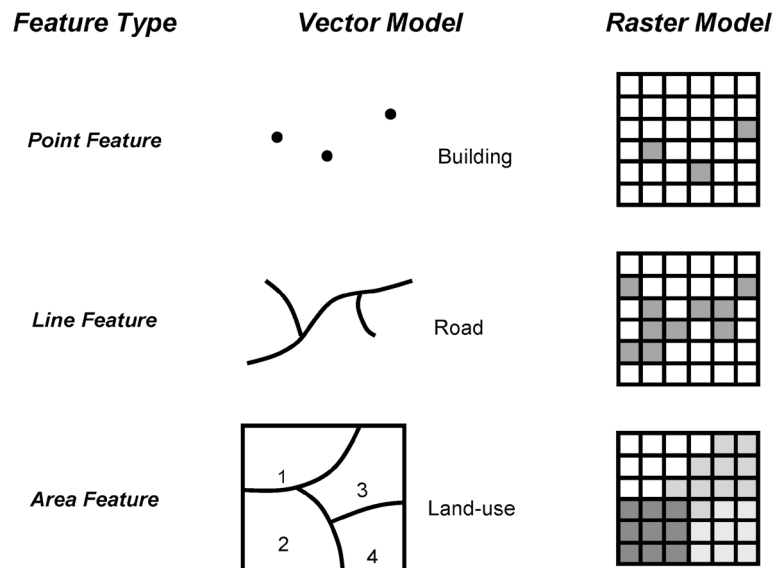 Feature Type Vector Model Raster Model
Point Feature Building
Line Feature Road
1
3
Area Feature Land-use
2
4